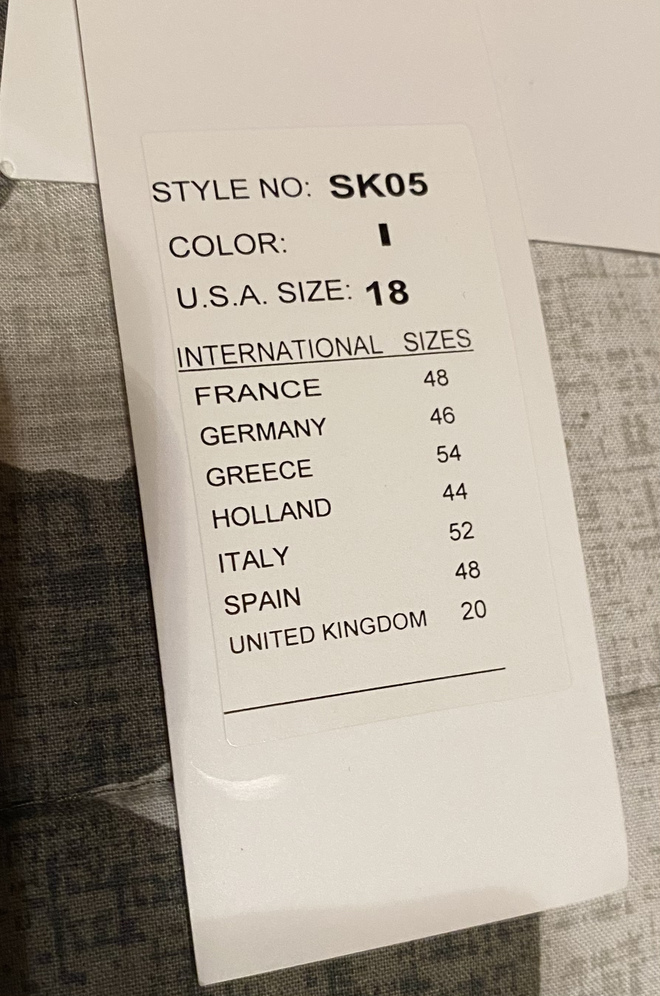 STYLE NO: SK05
COLOR: I
U.S.A. SIZE: 18
INTERNATIONAL SIZES
FRANCE 48
GERMANY 46
GREECE 54
HOLLAND 44
ITALY 52
SPAIN 48
UNITED KINGDOM 20